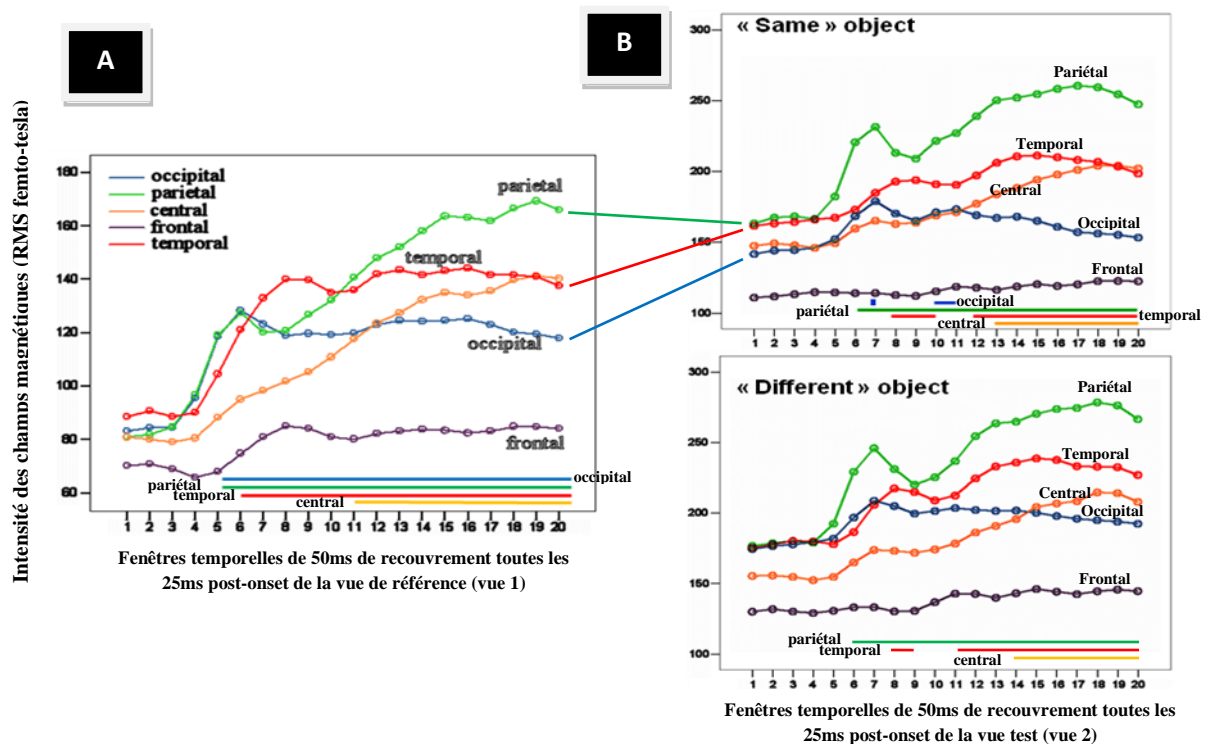 A
B
Intensité des champs magnétiques (RMS femto-tesla)
180
160
140
120
100
80
60
occipital
parietal
central
frontal
temporal
parietal
temporal
occipital
frontal
occipital
pariétal
temporal
central
1 2 3 4 5 6 7 8 9 10 11 12 13 14 15 16 17 18 19 20
Fenêtres temporelles de 50ms de recouvrement toutes les
25ms post-onset de la vue de référence (vue 1)
« Same » object
300
250
200
150
100
Pariétal
Temporal
Central
Occipital
Frontal
occipital
pariétal
temporal
central
1 2 3 4 5 6 7 8 9 10 11 12 13 14 15 16 17 18 19 20
« Different » object
300
250
200
150
100
Pariétal
Temporal
Central
Occipital
Frontal
pariétal
temporal
central
1 2 3 4 5 6 7 8 9 10 11 12 13 14 15 16 17 18 19 20
Fenêtres temporelles de 50ms de recouvrement toutes les
25ms post-onset de la vue test (vue 2)